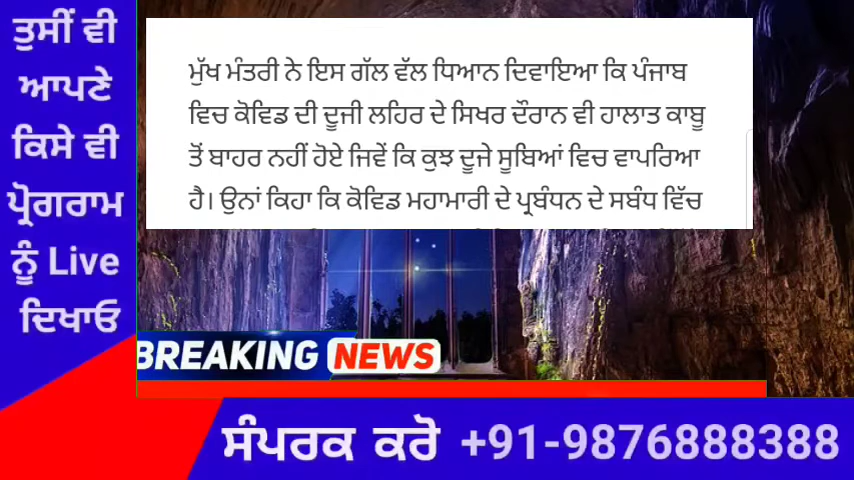 ਤੁਸੀਂ ਵੀ
ਆਪਣੇ
ਕਿਸੇ ਵੀ
ਪ੍ਰੋਗਰਾਮ
ਨੂੰ Live
ਦਿਖਾਓ
ਮੁੱਖ ਮੰਤਰੀ ਨੇ ਇਸ ਗੱਲ ਵੱਲ ਧਿਆਨ ਦਿਵਾਇਆ ਕਿ ਪੰਜਾਬ
ਵਿਚ ਕੋਵਿਡ ਦੀ ਦੂਜੀ ਲਹਿਰ ਦੇ ਸਿਖਰ ਦੌਰਾਨ ਵੀ ਹਾਲਾਤ ਕਾਬੂ
ਤੋਂ ਬਾਹਰ ਨਹੀਂ ਹੋਏ ਜਿਵੇਂ ਕਿ ਕੁਝ ਦੂਜੇ ਸੂਬਿਆਂ ਵਿਚ ਵਾਪਰਿਆ
ਹੈ। ਉਨਾਂ ਕਿਹਾ ਕਿ ਕੋਵਿਡ ਮਹਾਮਾਰੀ ਦੇ ਪ੍ਰਬੰਧਨ ਦੇ ਸਬੰਧ ਵਿੱਚ
BREAKING NEWS
ਸੰਪਰਕ ਕਰੋ +91-9876888388